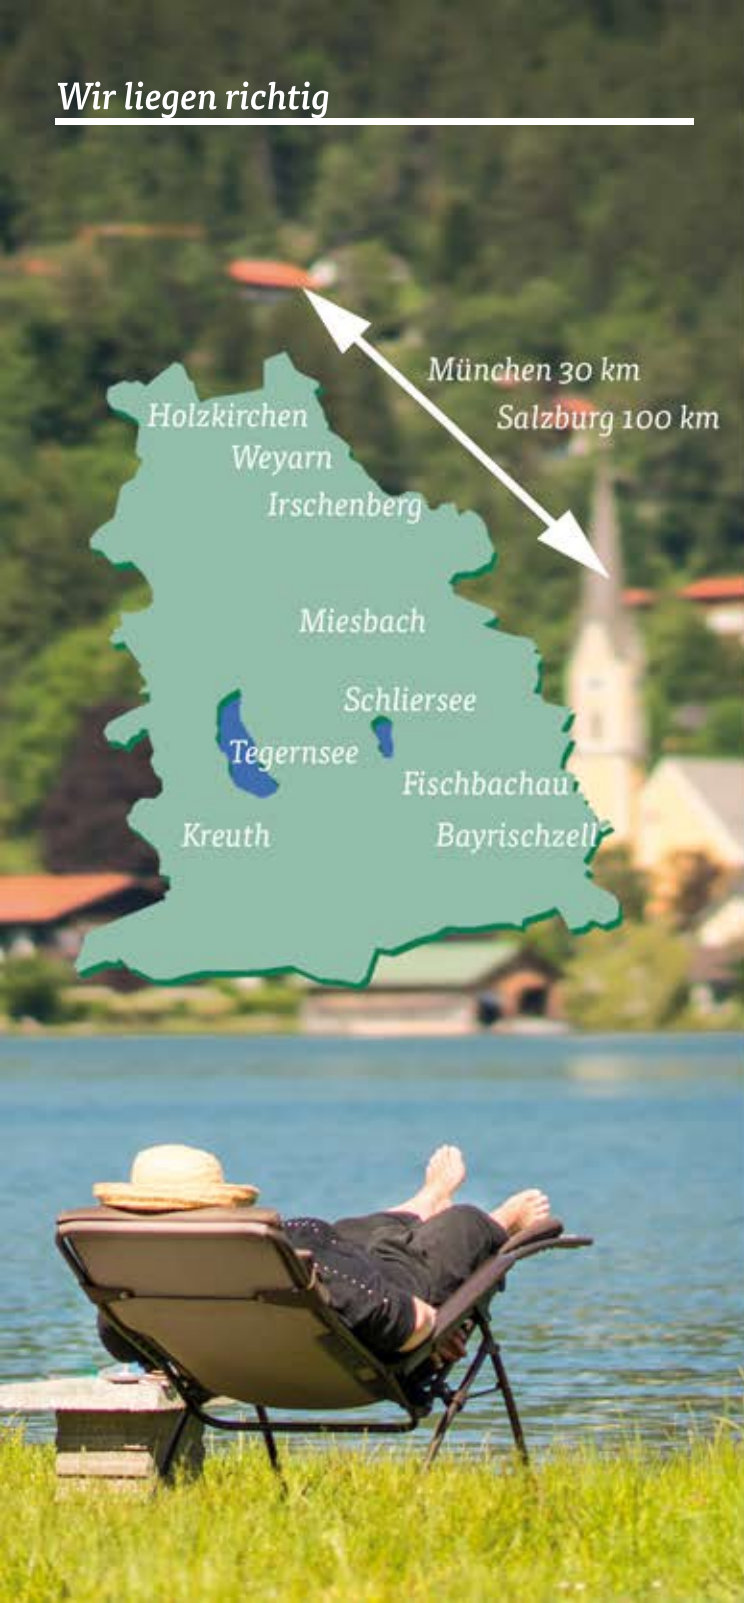 Wir liegen richtig
München 30 km
Salzburg 100 km
Holzkirchen
Weyarn
Irschenberg
Miesbach
Schliersee
Tegernsee
Fischbachau
Kreuth
Bayrischzell